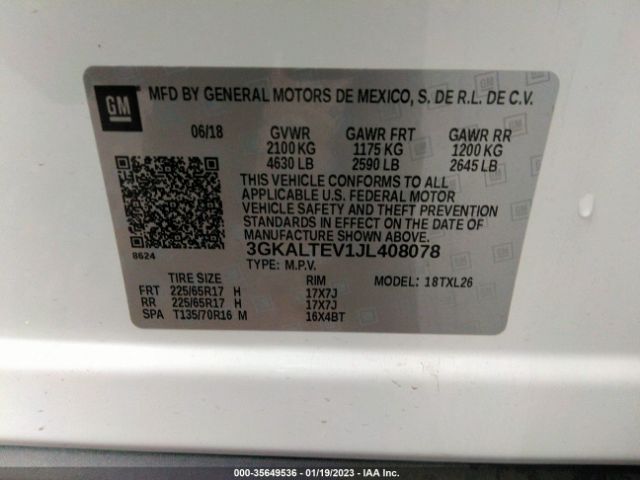 GM
MFD BY GENERAL MOTORS DE MEXICO, S. DE R.L. DE C.V.
06/18 GVWR GAWR FRT GAWR RR
2100 KG 1175 KG 1200 KG
4630 LB 2590 LB 2645 LB
THIS VEHICLE CONFORMS TO ALL
APPLICABLE U.S. FEDERAL MOTOR
VEHICLE SAFETY AND THEFT PREVENTION
STANDARDS IN EFFECT ON THE DATE OF
MANUFACTURE SHOWN ABOVE.
8624 3GKALTEV1JL408078
TYPE: M.P.V.
TIRE SIZE RIM MODEL: 18TXL26
FRT 225/65R17 H 17X7J
RR 225/65R17 H 17X7J
SPA T135/70R16 M 16X4BT
000-35649536 - 01/19/2023 - IAA Inc.